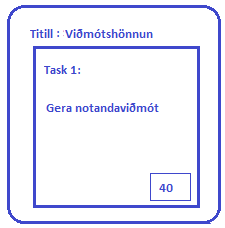 Titill : Viðmótshönnun
Task 1:
Gera notandaviðmót
40